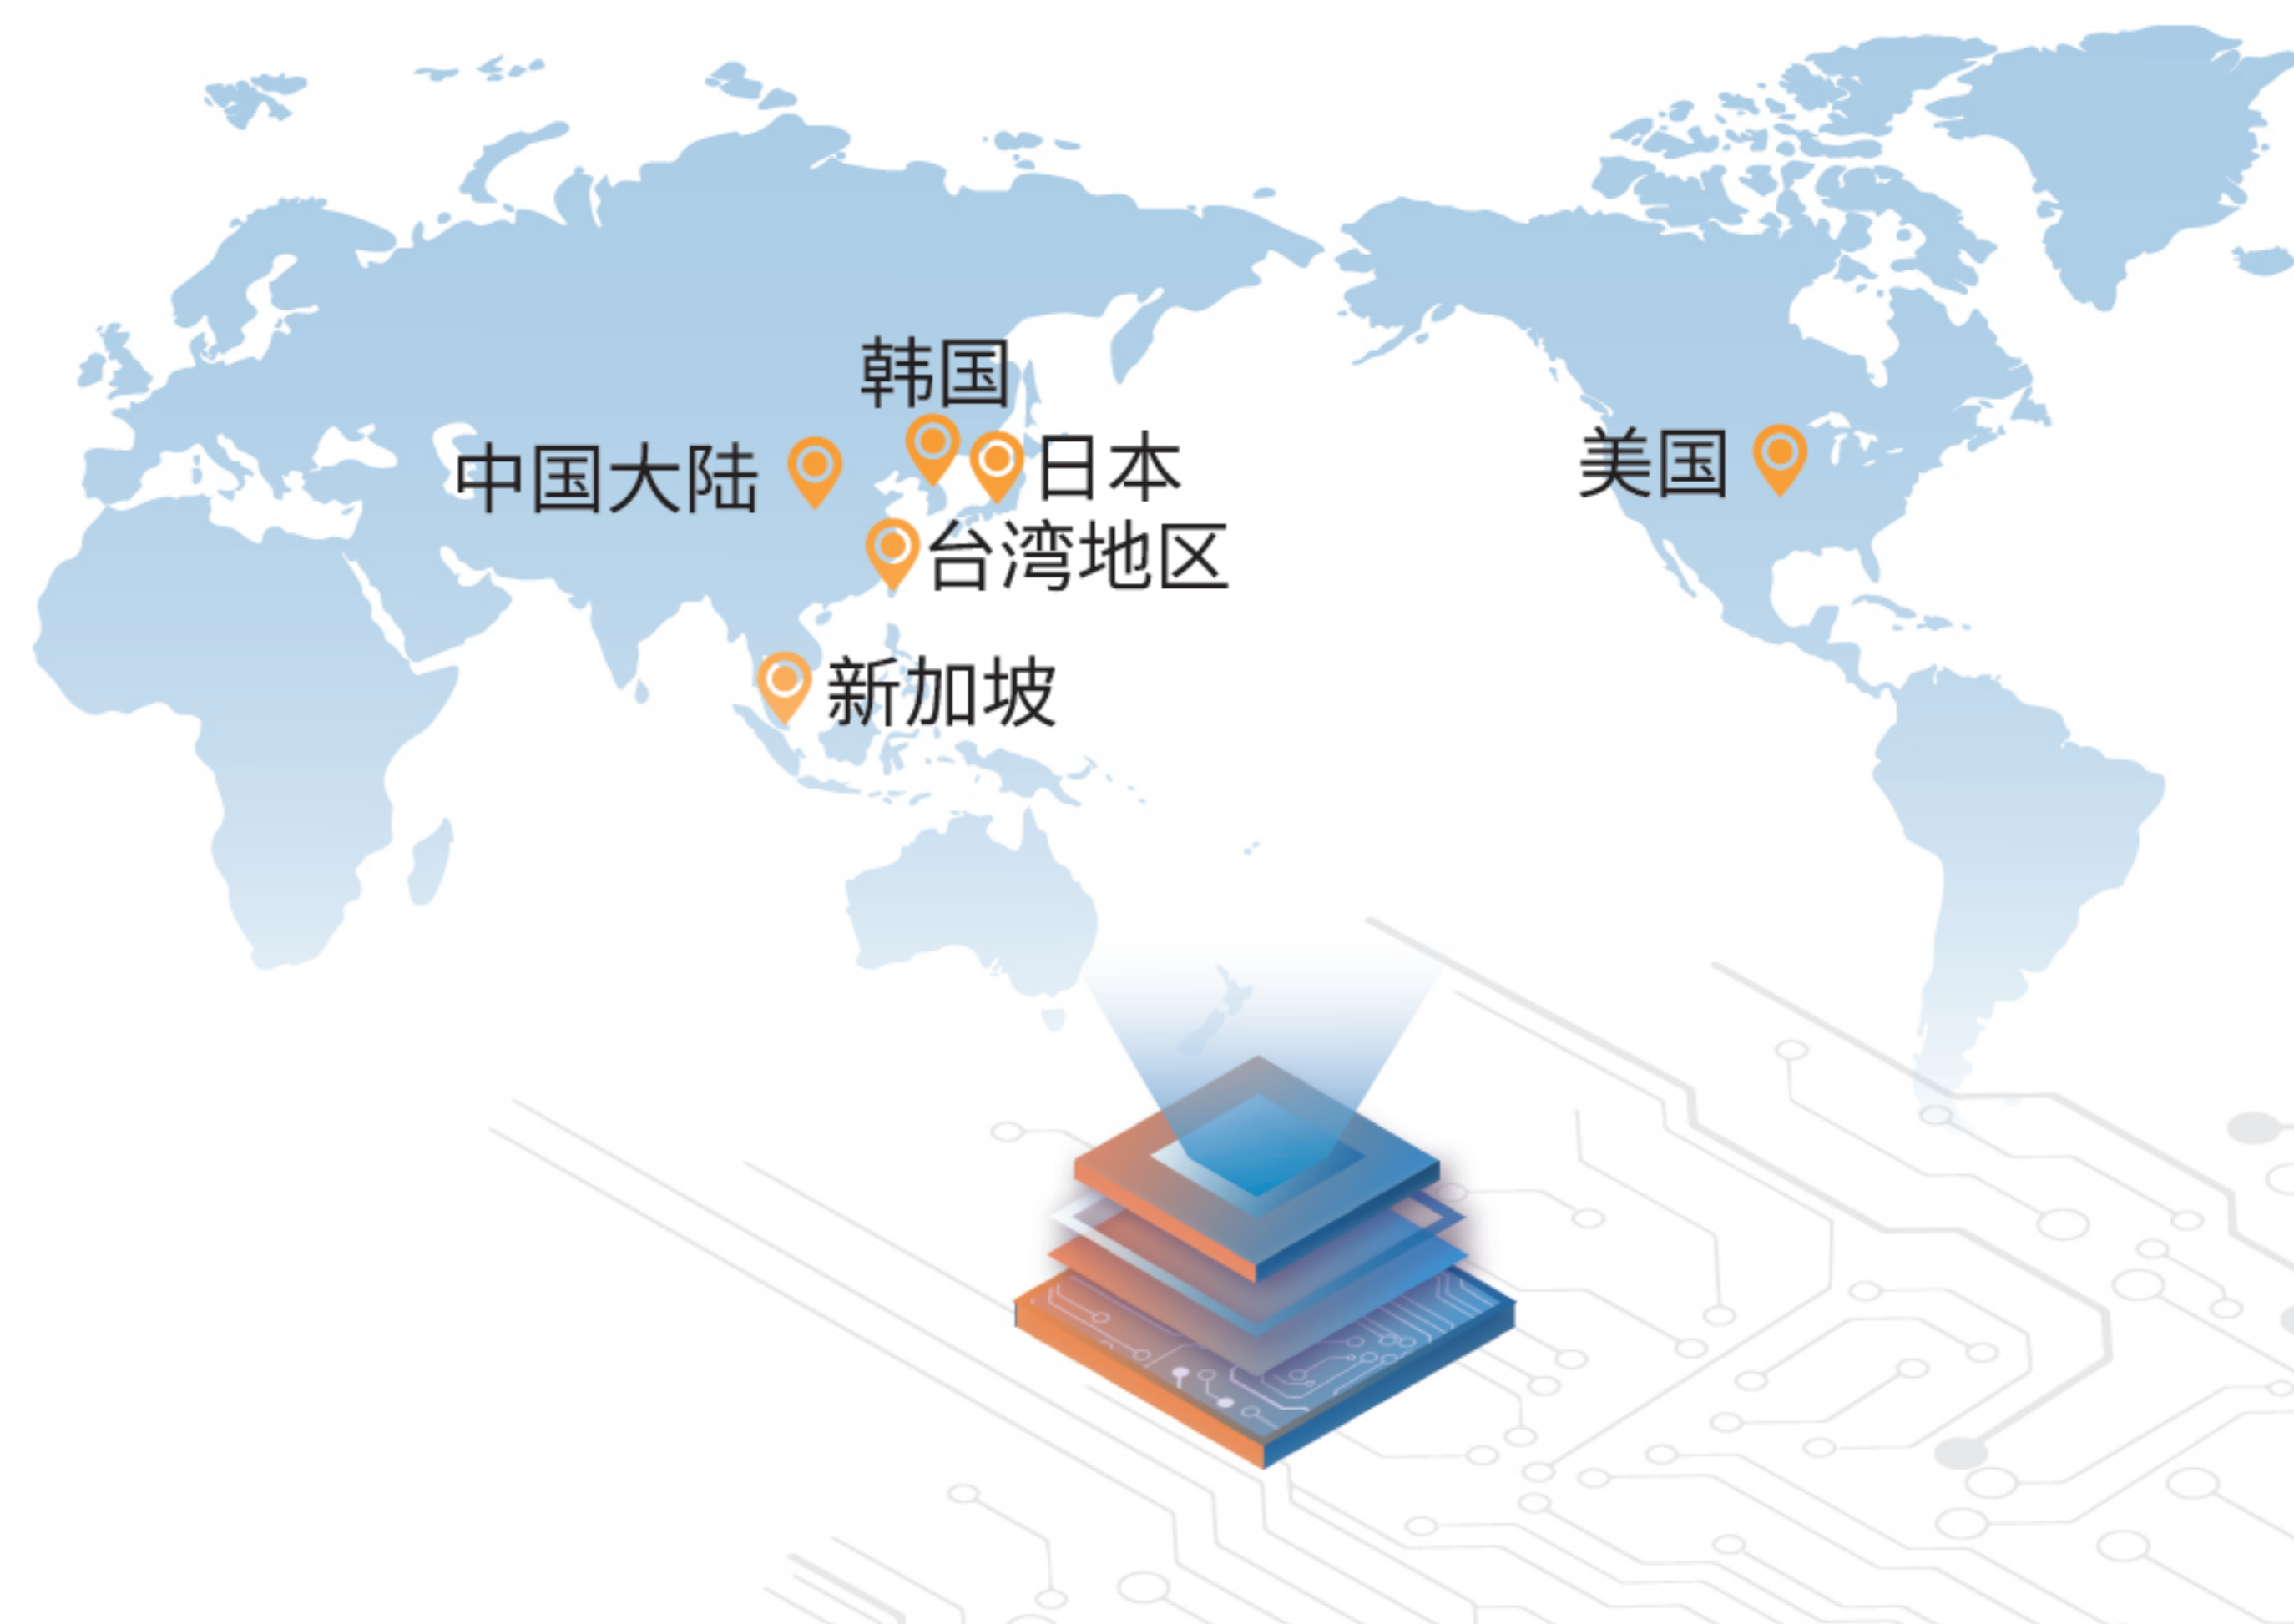 韩国
中国大陆
日本
美国
台湾地区
新加坡